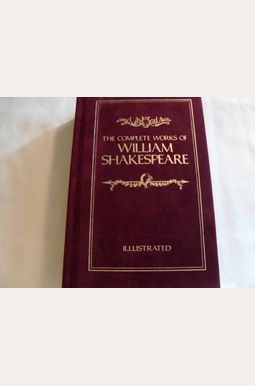 THE COMPLETE WORKS OF
WILLIAM
SHAKESPEARE
ILLUSTRATED